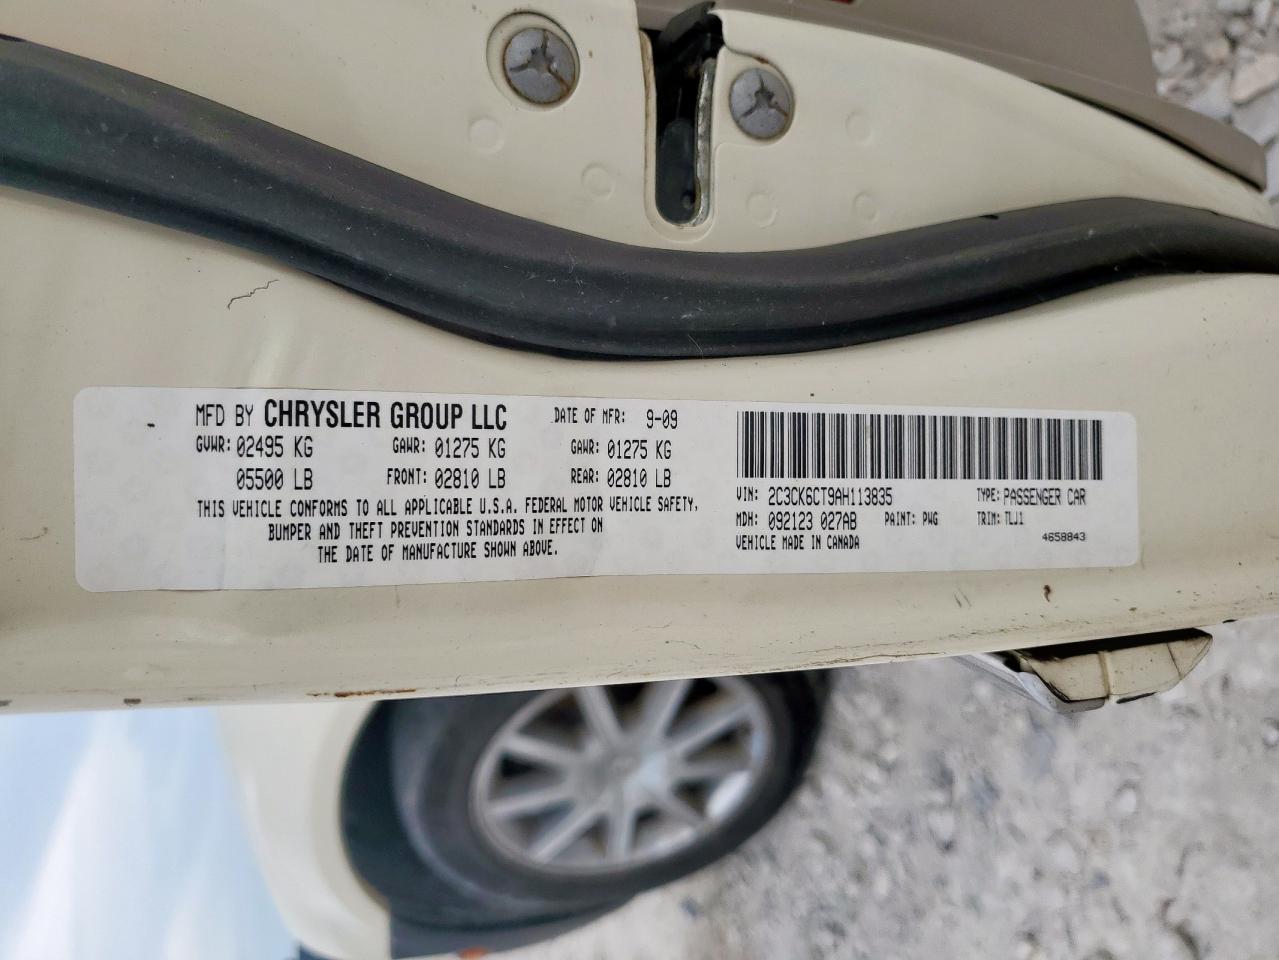 MFD BY CHRYSLER GROUP LLC DATE OF MFR: 9-09
GVWR: 02495 KG GAWR: 01275 KG GAWR: 01275 KG
05500 LB FRONT: 02810 LB REAR: 02810 LB
THIS VEHICLE CONFORMS TO ALL APPLICABLE U.S.A. FEDERAL MOTOR VEHICLE SAFETY,
BUMPER AND THEFT PREVENTION STANDARDS IN EFFECT ON
THE DATE OF MANUFACTURE SHOWN ABOVE.
VIN: 2C3CK6CT9AH113835 TYPE: PASSENGER CAR
MDH: 092123 027AB PAINT: PWG TRIM: TLJ1
VEHICLE MADE IN CANADA 4658843